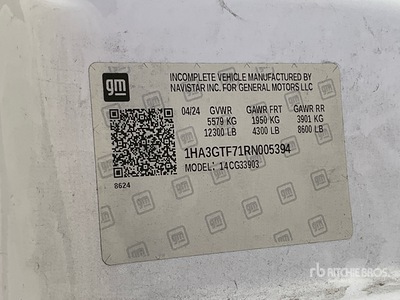 gm
INCOMPLETE VEHICLE MANUFACTURED BY
NAVISTAR INC. FOR GENERAL MOTORS LLC
04/24 GVWR GAWR FRT GAWR RR
5579 KG 1950 KG 3901 KG
12300 LB 4300 LB 8600 LB
1HA3GTF71RN005394
MODEL: 14CG33903
8624
rb ritchie bros.